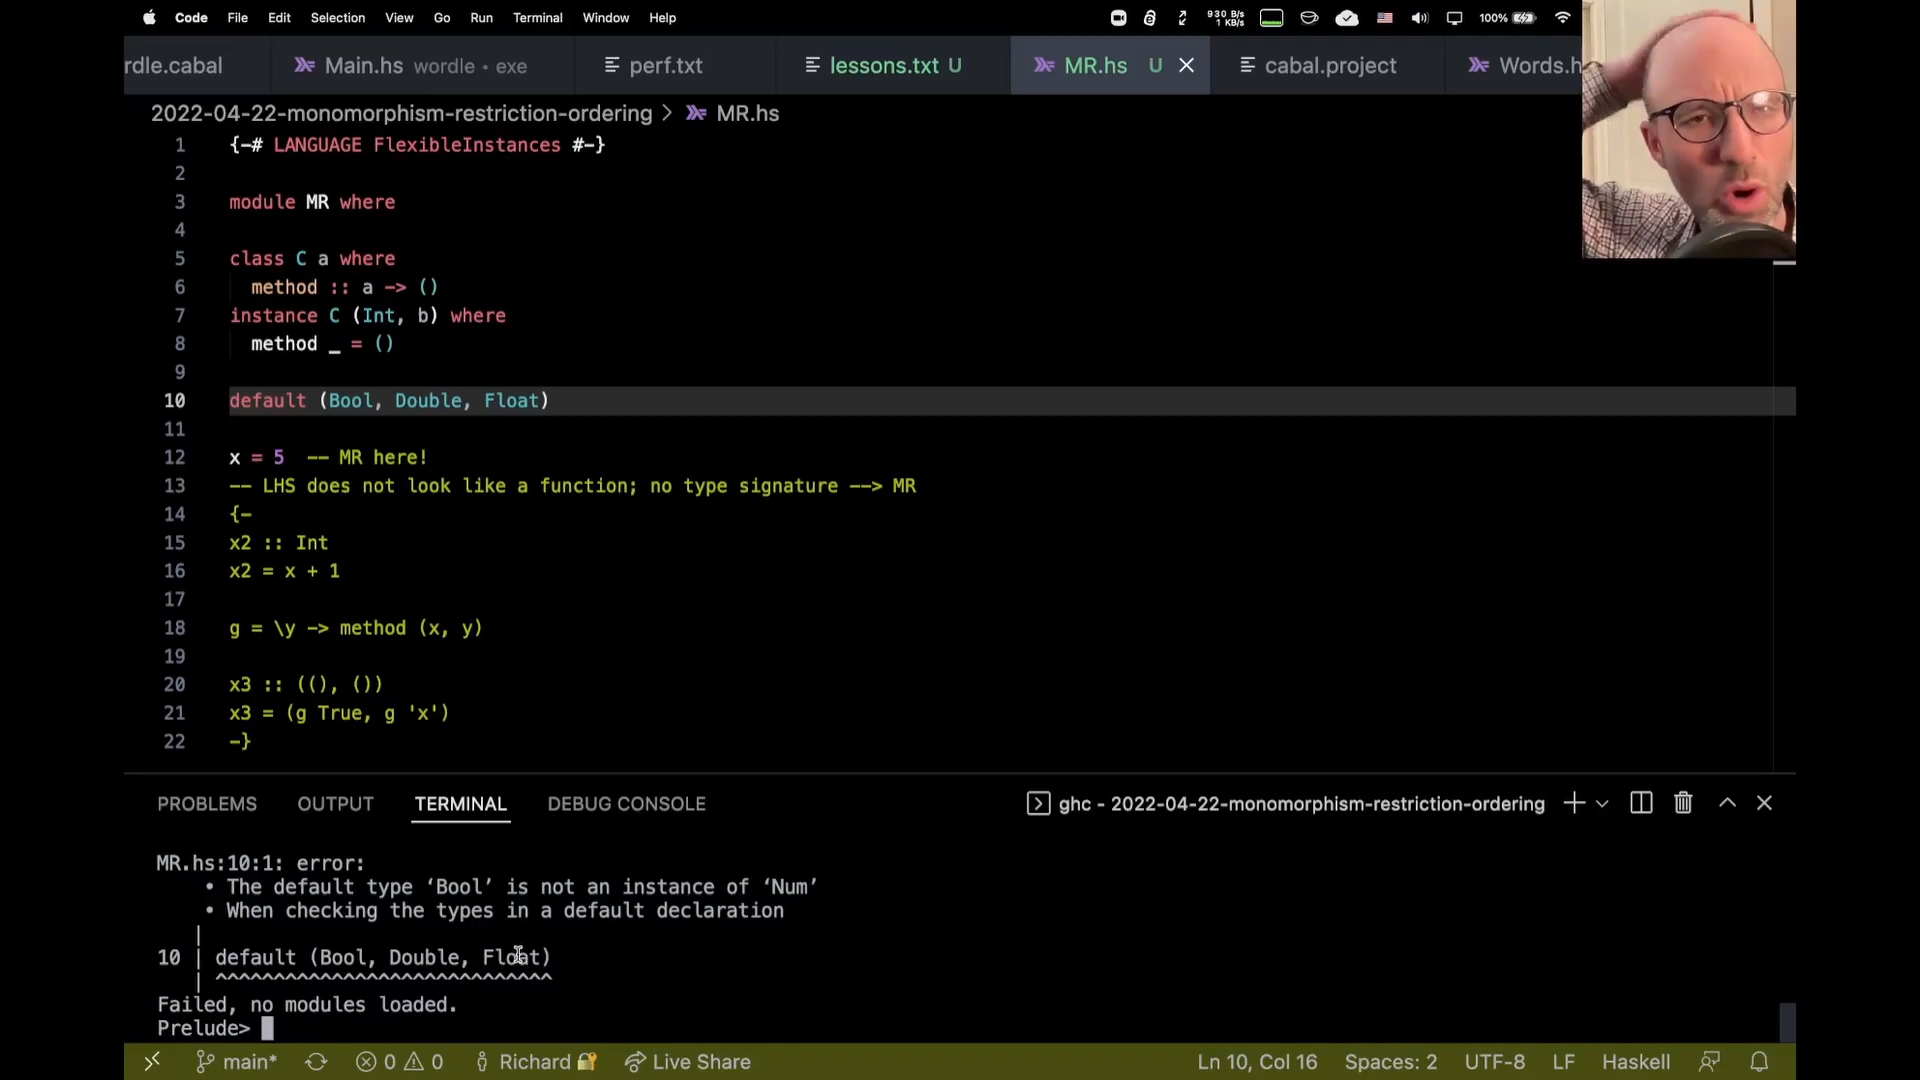 Code File Edit Selection View Go Run Terminal Window Help 930 B/s 1 KB/s 100%
rdle.cabal Main.hs wordle • exe perf.txt lessons.txt U MR.hs U cabal.project Words.h
2022-04-22-monomorphism-restriction-ordering > MR.hs
1 {-# LANGUAGE FlexibleInstances #-}
2
3 module MR where
4
5 class C a where
6 method :: a -> ()
7 instance C (Int, b) where
8 method _ = ()
9
10 default (Bool, Double, Float)
11
12 x = 5 -- MR here!
13 -- LHS does not look like a function; no type signature --> MR
14 {-
15 x2 :: Int
16 x2 = x + 1
17
18 g = \y -> method (x, y)
19
20 x3 :: ((), ())
21 x3 = (g True, g 'x')
22 -}
PROBLEMS OUTPUT TERMINAL DEBUG CONSOLE ghc - 2022-04-22-monomorphism-restriction-ordering
MR.hs:10:1: error:
• The default type ‘Bool’ is not an instance of ‘Num’
• When checking the types in a default declaration
|
10 | default (Bool, Double, Float)
| ^^^^^^^^^^^^^^^^^^^^^^^^^^^^^
Failed, no modules loaded.
Prelude>
main* 0 0 Richard Live Share Ln 10, Col 16 Spaces: 2 UTF-8 LF Haskell